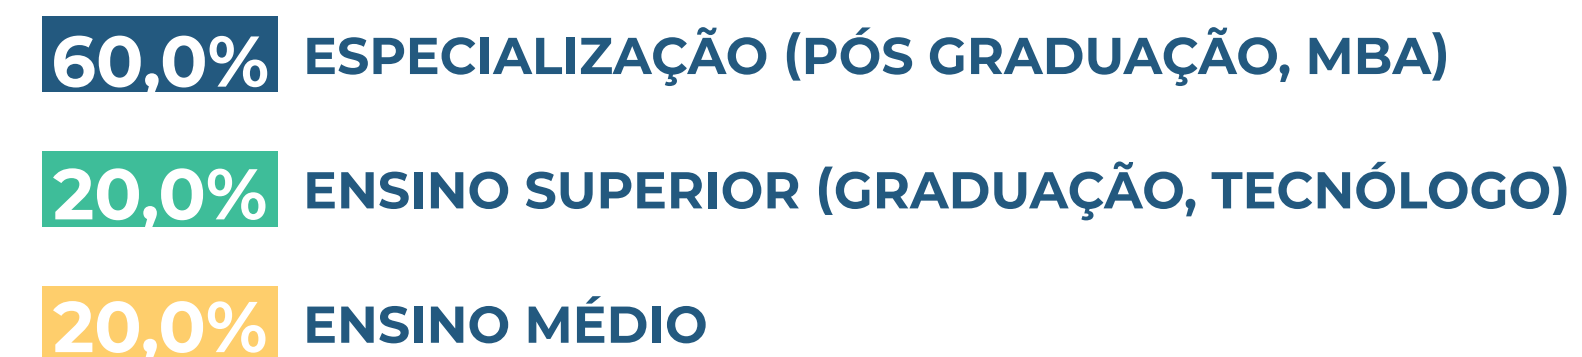 60,0% ESPECIALIZAÇÃO (PÓS GRADUAÇÃO, MBA)
20,0% ENSINO SUPERIOR (GRADUAÇÃO, TECNÓLOGO)
20,0% ENSINO MÉDIO